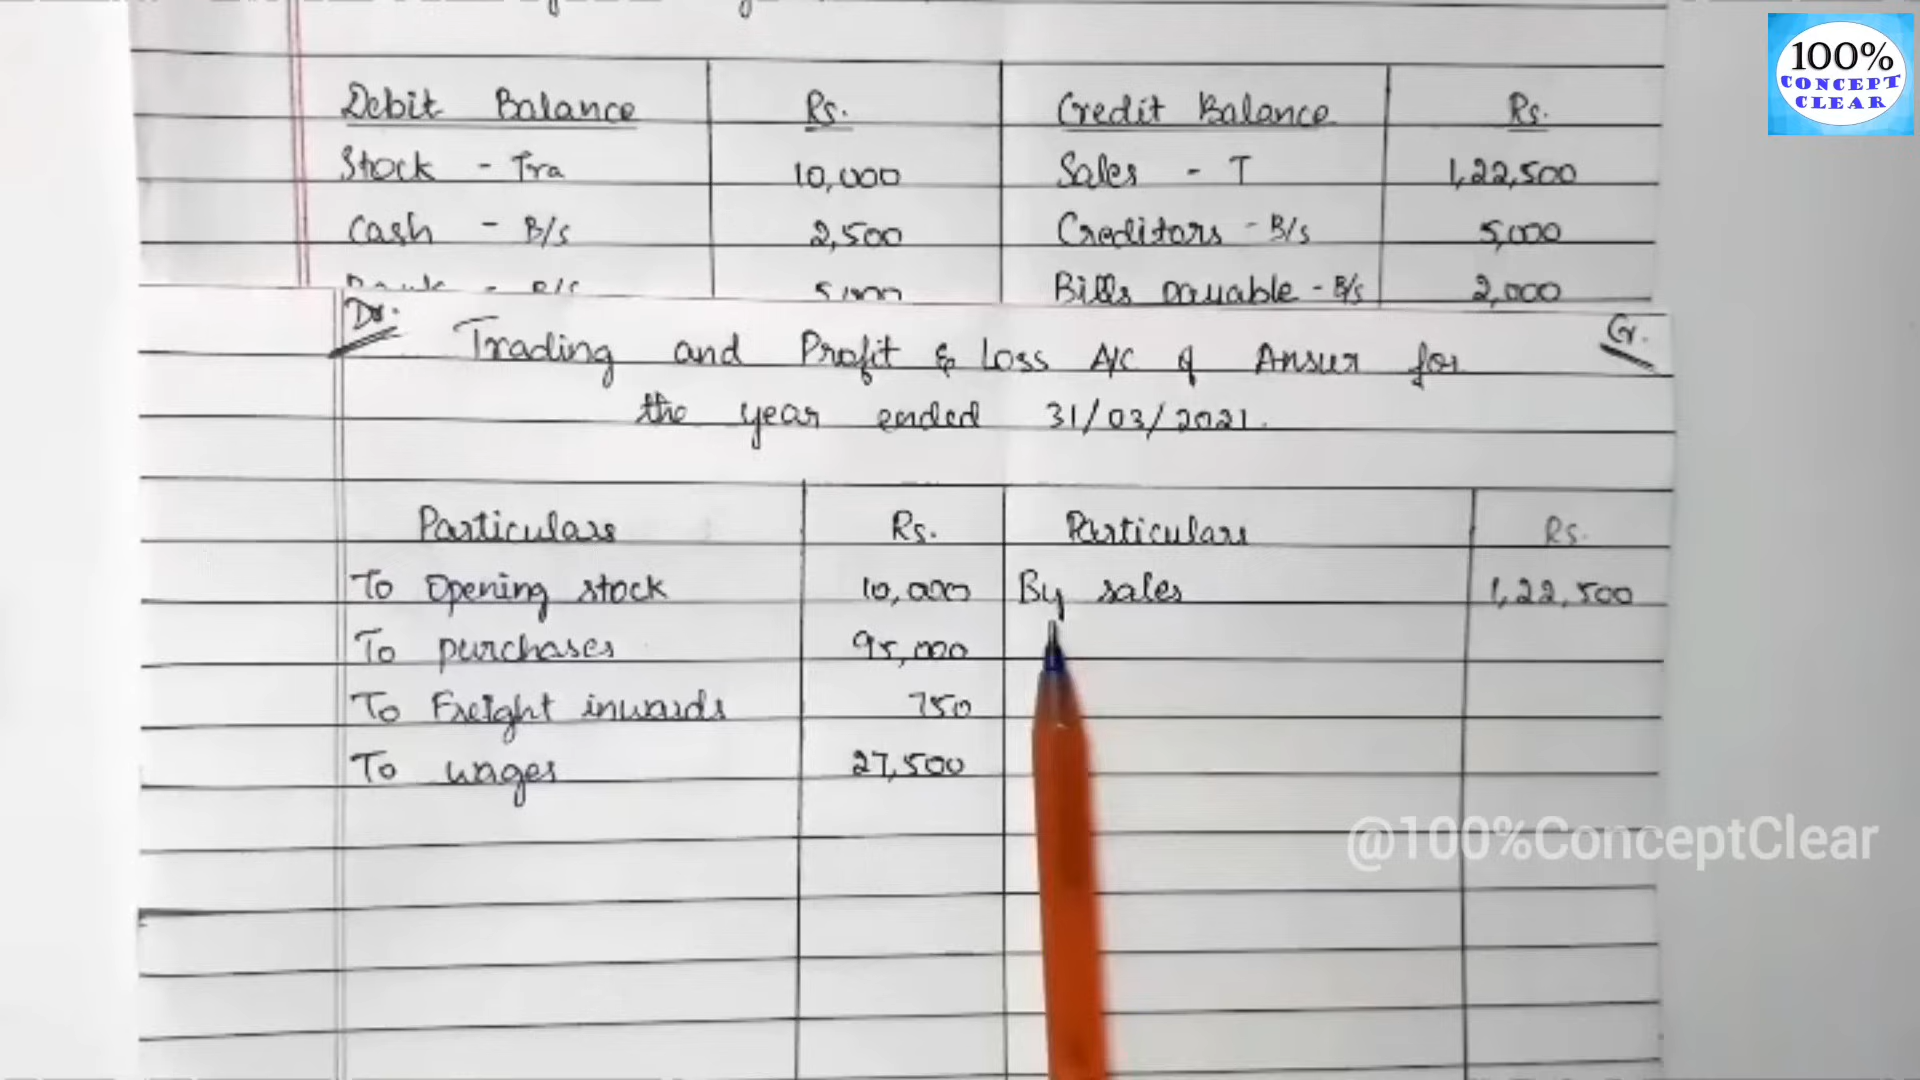 100%
CONCEPT
CLEAR
Debit Balance Rs. Credit Balance Rs.
Stock - Tra 10,000 Sales - T 1,22,500
Cash - B/s 2,500 Creditors - B/s 5,000
Bills payable - B/s 2,000
Dr. Cr.
Trading and Profit & Loss A/C of Ansur for
the year ended 31/03/2021.
Particulars Rs. Particulars Rs.
To Opening stock 10,000 By sales 1,22,500
To purchases 95,000
To Freight inwards 750
To wages 27,500
@100%ConceptClear